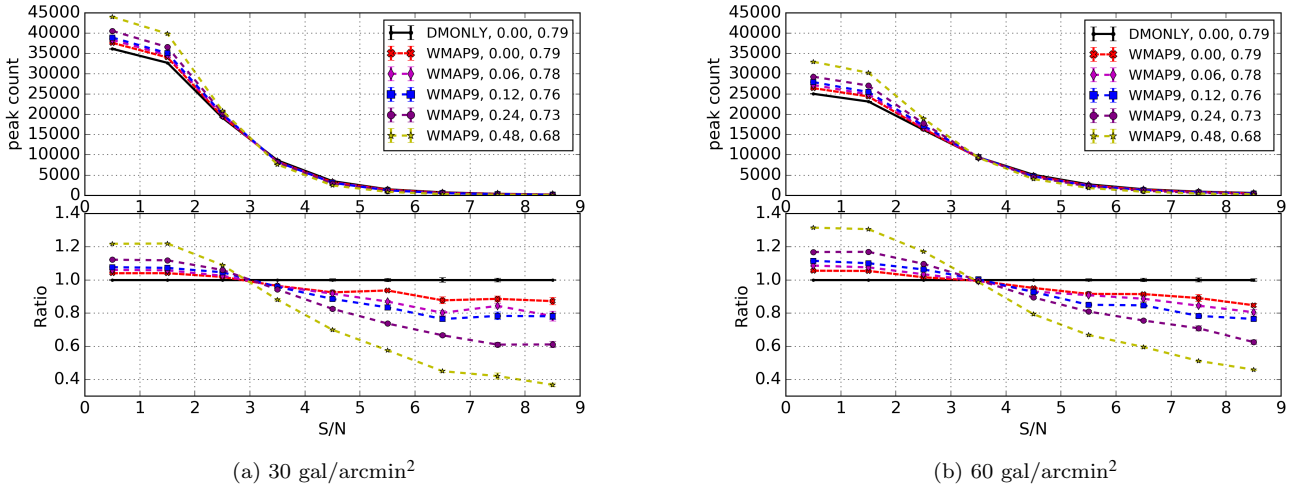 45000
40000
35000
30000
25000
20000
15000
10000
5000
0
peak count
DMONLY, 0.00, 0.79
WMAP9, 0.00, 0.79
WMAP9, 0.06, 0.78
WMAP9, 0.12, 0.76
WMAP9, 0.24, 0.73
WMAP9, 0.48, 0.68
0 1 2 3 4 5 6 7 8 9
1.4
1.2
1.0
0.8
0.6
0.4
Ratio
0 1 2 3 4 5 6 7 8 9
S/N
(a) 30 gal/arcmin²
45000
40000
35000
30000
25000
20000
15000
10000
5000
0
peak count
DMONLY, 0.00, 0.79
WMAP9, 0.00, 0.79
WMAP9, 0.06, 0.78
WMAP9, 0.12, 0.76
WMAP9, 0.24, 0.73
WMAP9, 0.48, 0.68
0 1 2 3 4 5 6 7 8 9
1.4
1.2
1.0
0.8
0.6
0.4
Ratio
0 1 2 3 4 5 6 7 8 9
S/N
(b) 60 gal/arcmin²